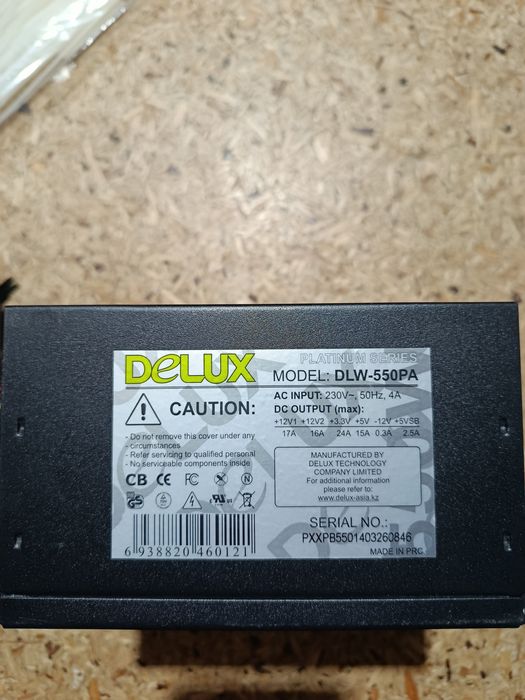 DeLUX
PLATINUM SERIES
MODEL: DLW-550PA
AC INPUT: 230V~, 50Hz, 4A
DC OUTPUT (max):
+12V1 +12V2 +3.3V +5V -12V +5VSB
17A 16A 24A 15A 0.3A 2.5A
CAUTION:
- Do not remove this cover under any
- circumstances
- Refer servicing to qualified personal
- No serviceable components inside
CB CE FC N
MANUFACTURED BY
DELUX TECHNOLOGY
COMPANY LIMITED
For additional information
please refer to:
www.delux-asia.kz
6 938820 460121
SERIAL NO.:
PXXPB5501403260846
MADE IN PRC